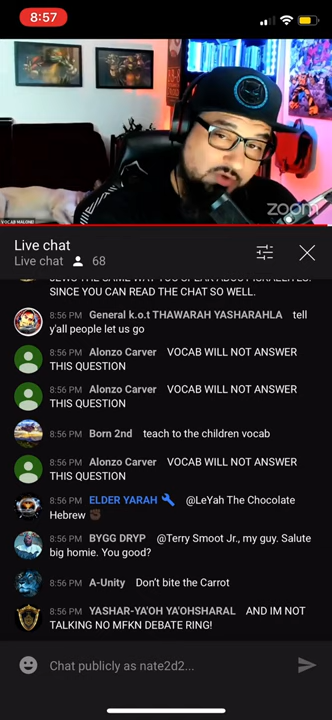 8:57
VOCAB MALONE
zoom
Live chat
Live chat 68
SINCE YOU CAN READ THE CHAT SO WELL.
8:56 PM General k.o.t THAWARAH YASHARAHLA tell
y'all people let us go
8:56 PM Alonzo Carver VOCAB WILL NOT ANSWER
THIS QUESTION
8:56 PM Alonzo Carver VOCAB WILL NOT ANSWER
THIS QUESTION
8:56 PM Born 2nd teach to the children vocab
8:56 PM Alonzo Carver VOCAB WILL NOT ANSWER
THIS QUESTION
8:56 PM ELDER YARAH @LeYah The Chocolate
Hebrew
8:56 PM BYGG DRYP @Terry Smoot Jr., my guy. Salute
big homie. You good?
8:56 PM A-Unity Don't bite the Carrot
8:56 PM YASHAR-YA'OH YA'OHSHARAL AND IM NOT
TALKING NO MFKN DEBATE RING!
Chat publicly as nate2d2...